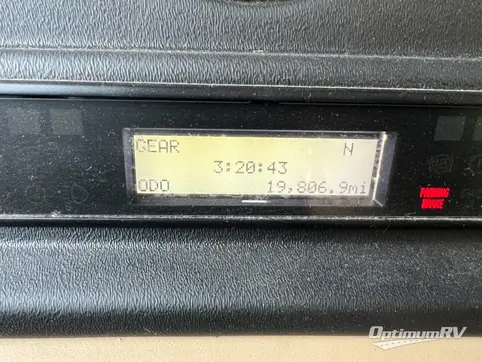 GEAR N
3:20:43
ODO 19,806.9mi
PARKING
BRAKE
OptimumRV